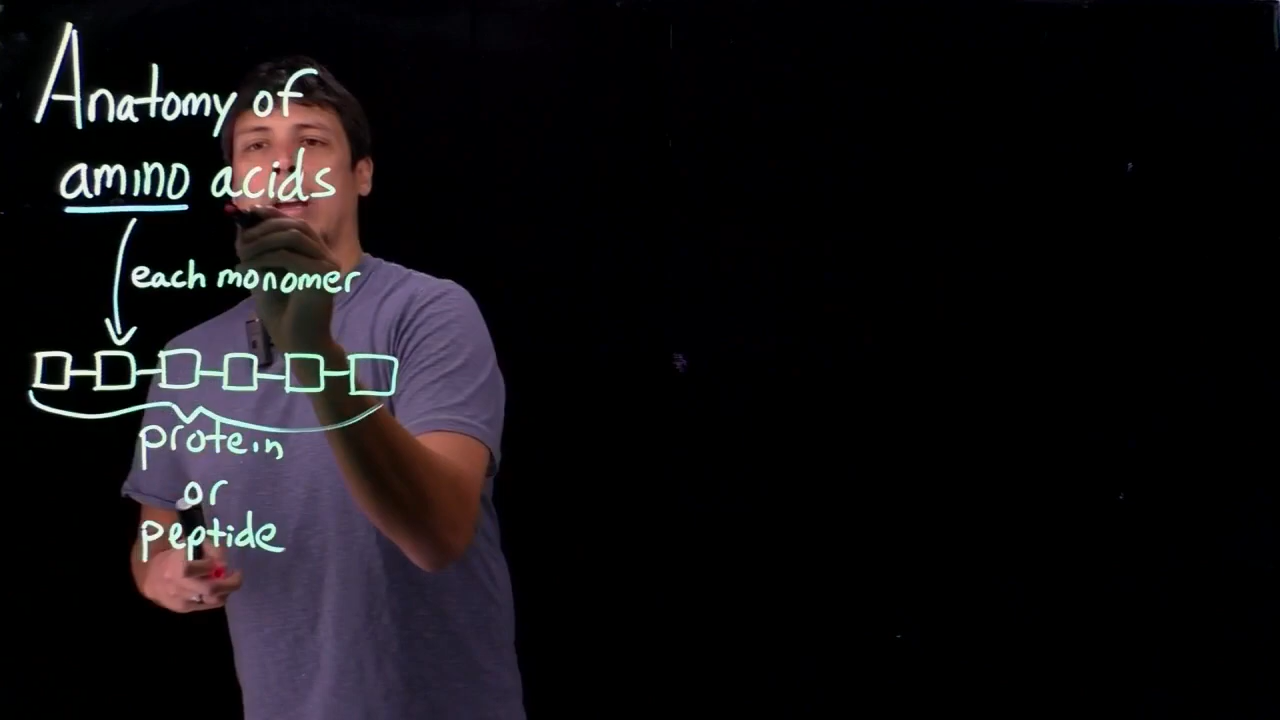 Anatomy of
amino acids
each monomer
protein
or
peptide